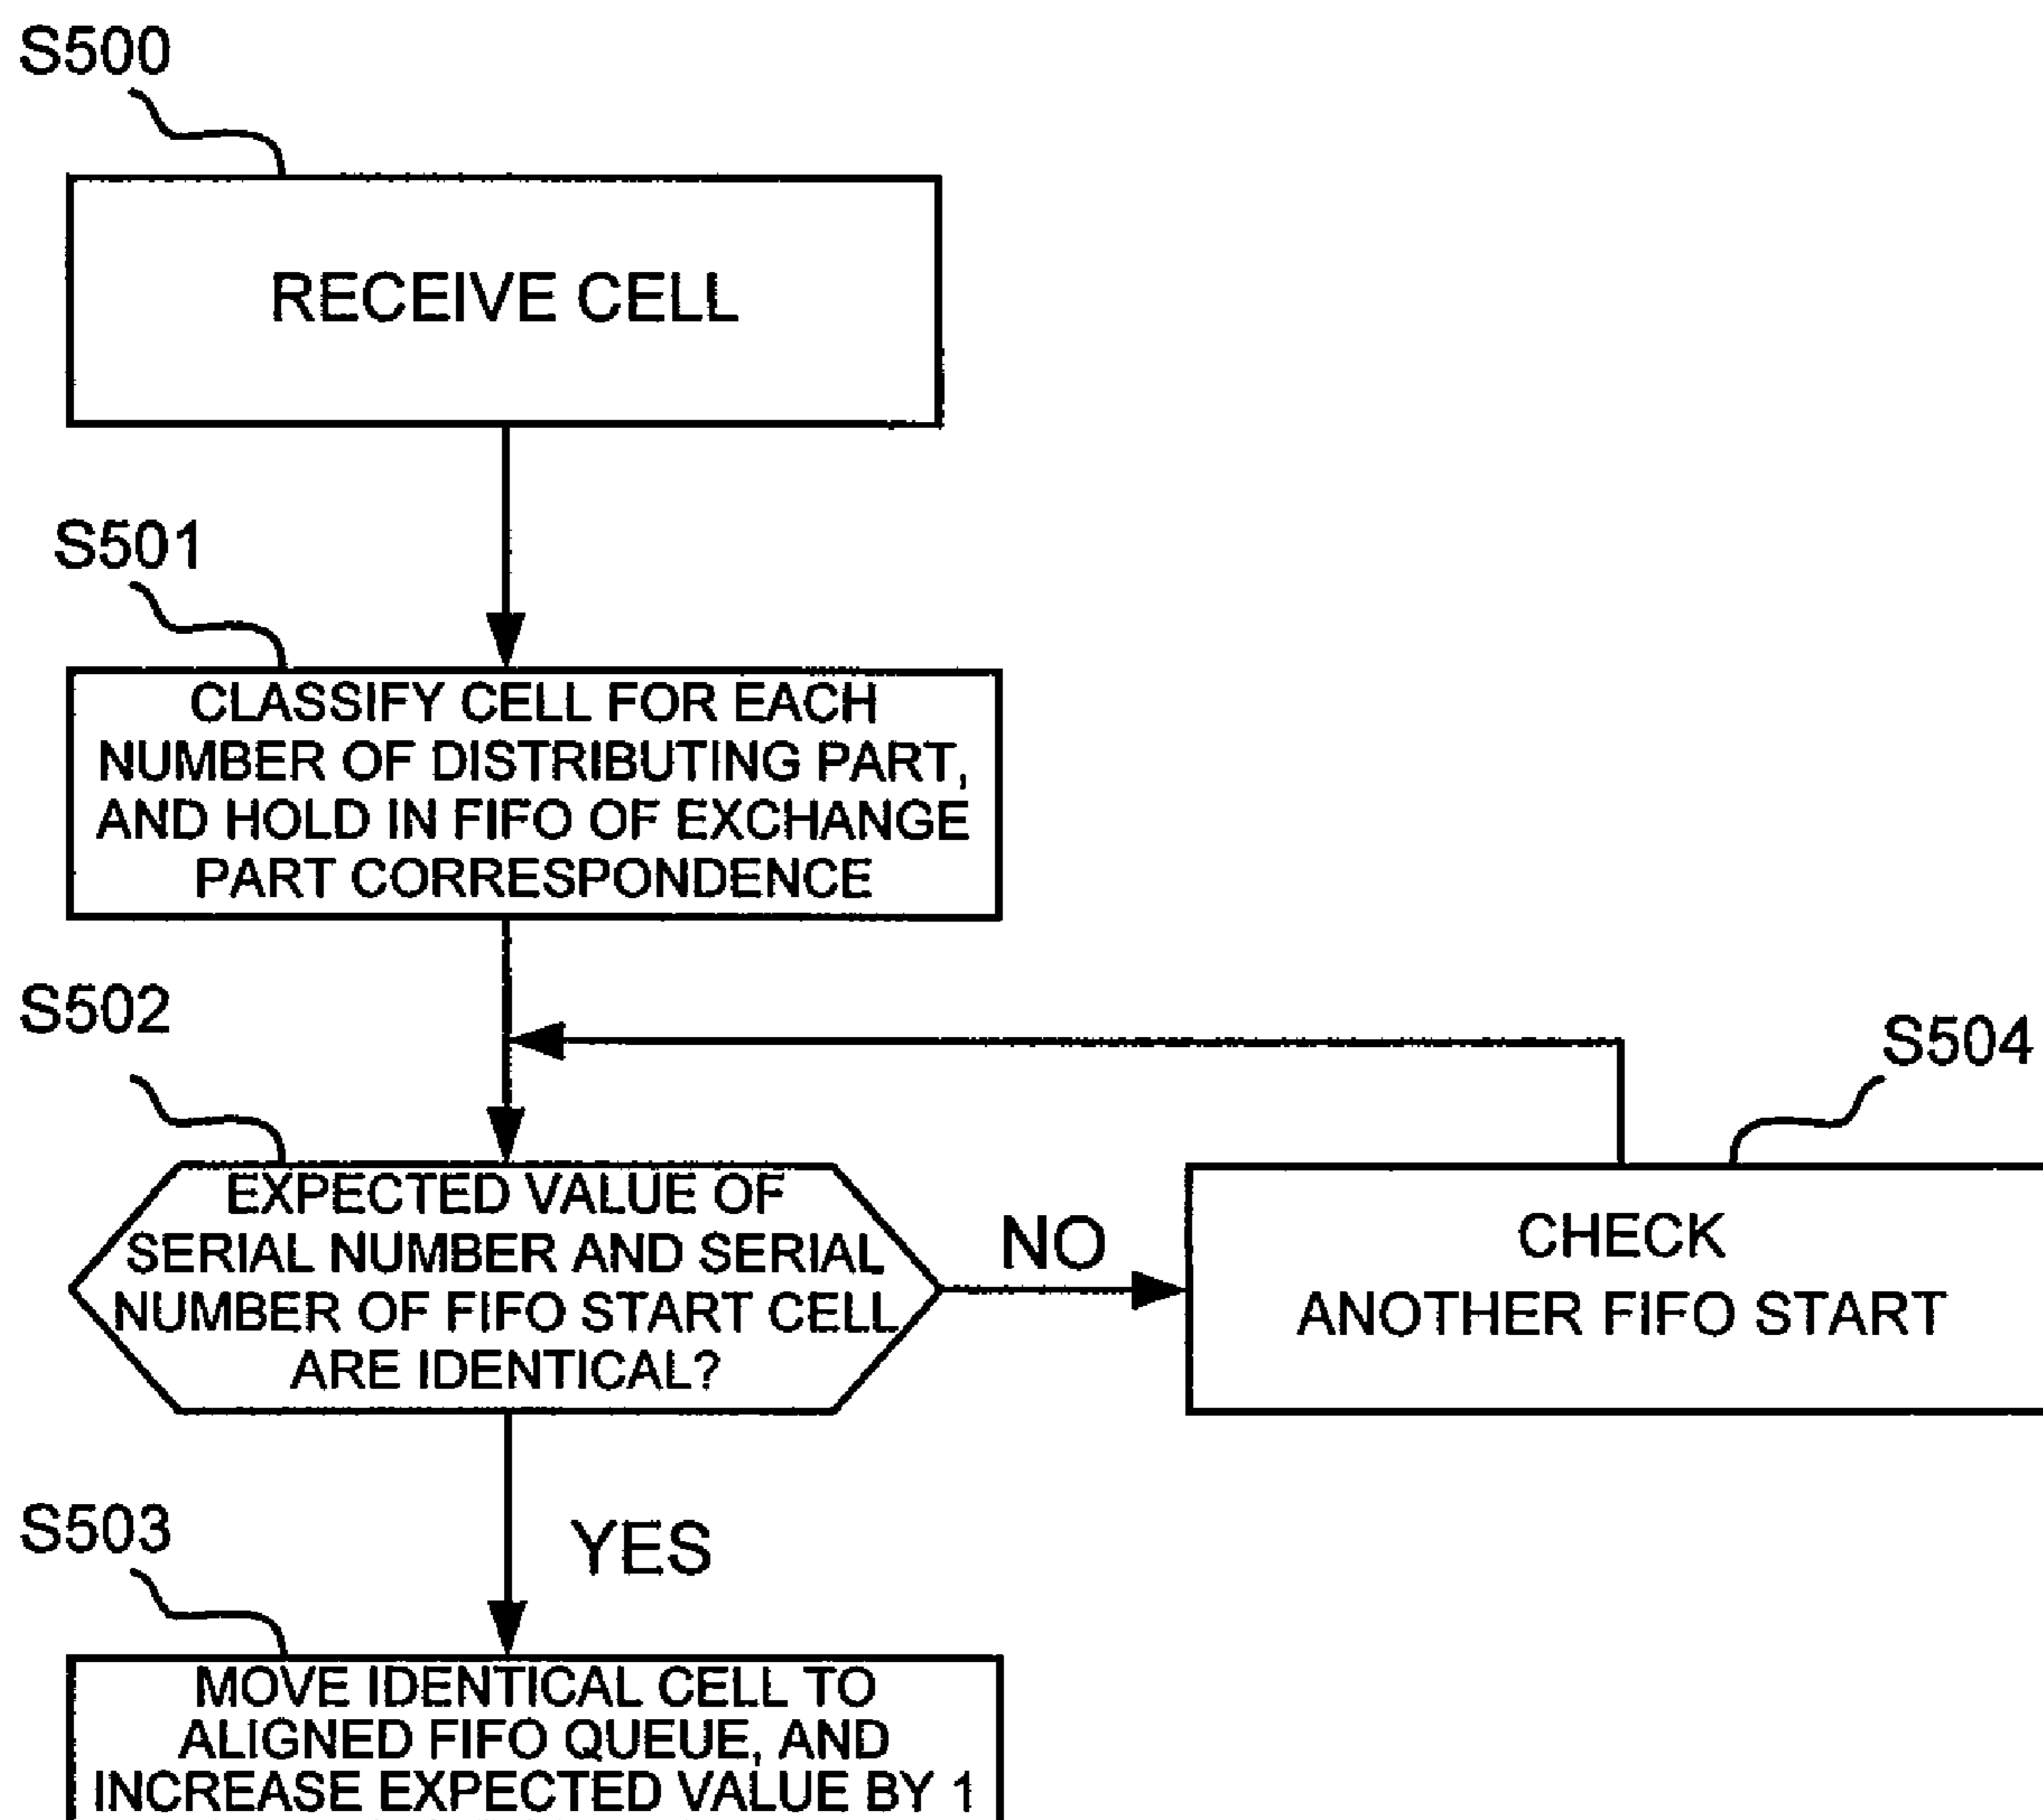 S500
RECEIVE CELL
S501
CLASSIFY CELL FOR EACH
NUMBER OF DISTRIBUTING PART,
AND HOLD IN FIFO OF EXCHANGE
PART CORRESPONDENCE
S502
EXPECTED VALUE OF
SERIAL NUMBER AND SERIAL
NUMBER OF FIFO START CELL
ARE IDENTICAL?
NO
S504
CHECK
ANOTHER FIFO START
YES
S503
MOVE IDENTICAL CELL TO
ALIGNED FIFO QUEUE, AND
INCREASE EXPECTED VALUE BY 1